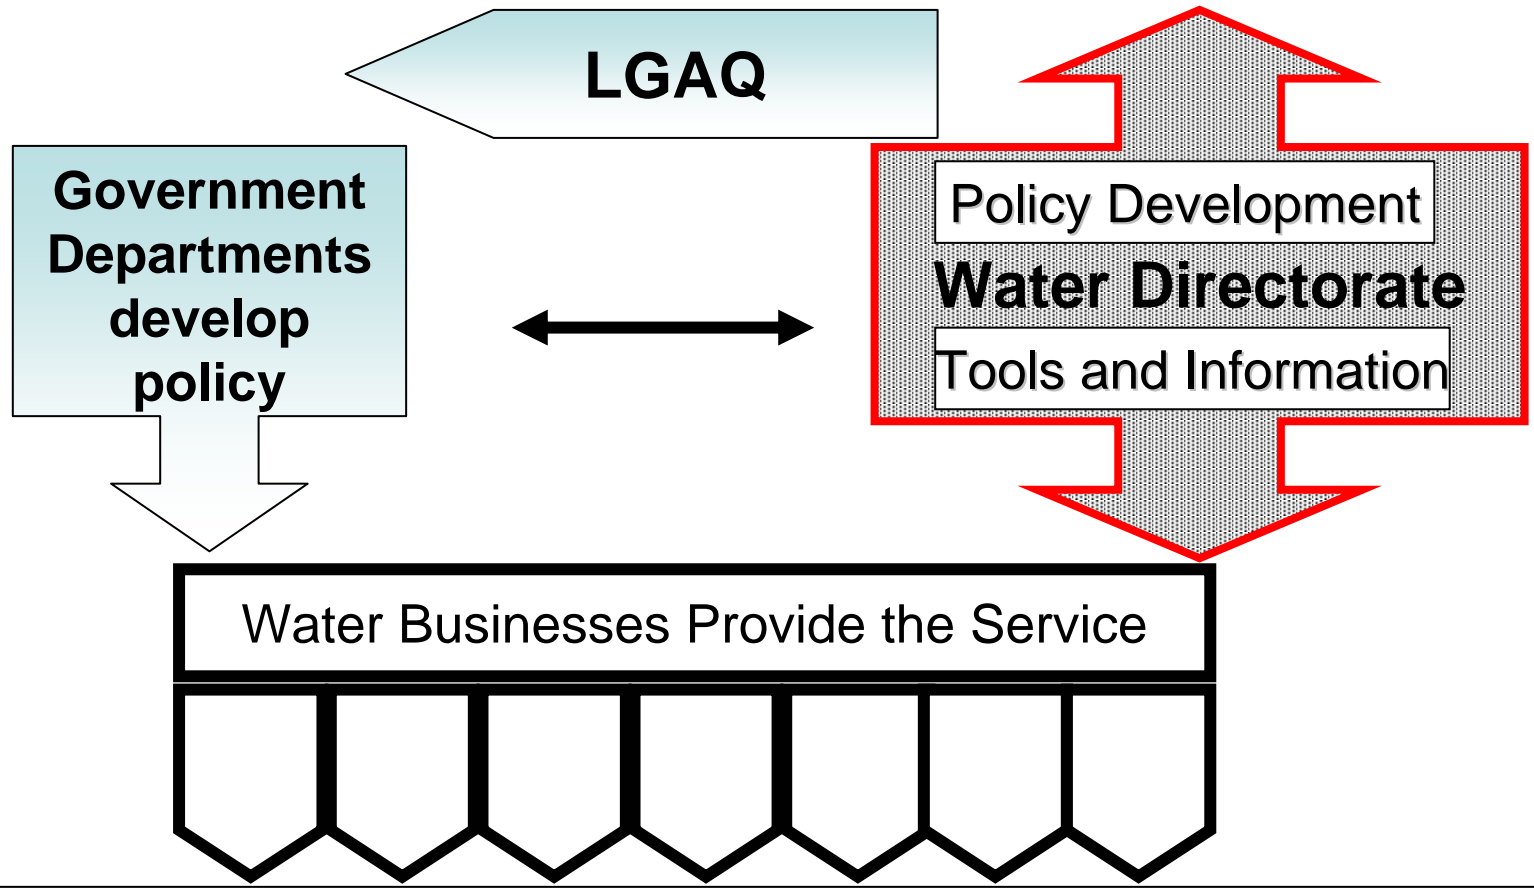 LGAQ
Government
Departments
develop
policy
Policy Development
Water Directorate
Tools and Information
Water Businesses Provide the Service